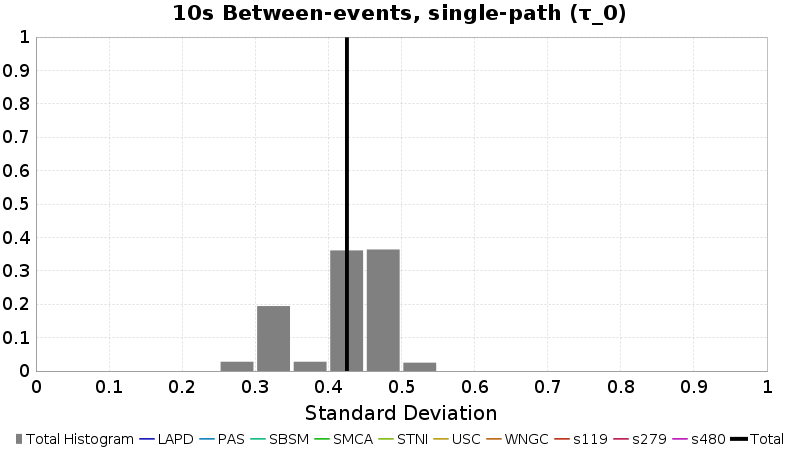 10s Between-events, single-path (τ_0)
1
0.9
0.8
0.7
0.6
0.5
0.4
0.3
0.2
0.1
0
0 0.1 0.2 0.3 0.4 0.5 0.6 0.7 0.8 0.9 1
Standard Deviation
Total Histogram LAPD PAS SBSM SMCA STNI USC WNGC s119 s279 s480 Total